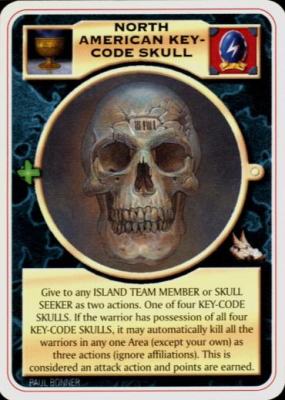 NORTH
AMERICAN KEY-
CODE SKULL
Give to any ISLAND TEAM MEMBER or SKULL
SEEKER as two actions. One of four KEY-CODE
SKULLS. If the warrior has possession of all four
KEY-CODE SKULLS, it may automatically kill all the
warriors in any one Area (except your own) as
three actions (ignore affiliations). This is
considered an attack action and points are earned.
PAUL BONNER